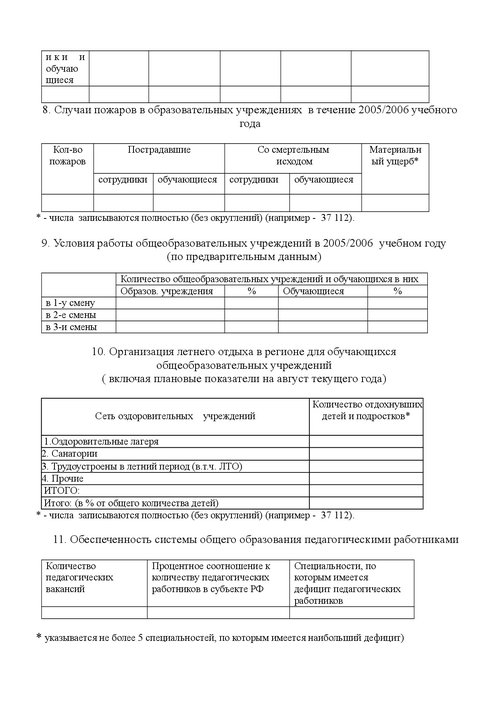 ики и
обучаю
щиеся
8. Случаи пожаров в образовательных учреждениях в течение 2005/2006 учебного
года
Кол-во
пожаров
Пострадавшие
Со смертельным
исходом
Материальн
ый ущерб*
сотрудники обучающиеся сотрудники обучающиеся
* - числа записываются полностью (без округлений) (например - 37 112).
9. Условия работы общеобразовательных учреждений в 2005/2006 учебном году
(по предварительным данным)
Количество общеобразовательных учреждений и обучающихся в них
Образов. учреждения % Обучающиеся %
в 1-у смену
в 2-е смены
в 3-и смены
10. Организация летнего отдыха в регионе для обучающихся
общеобразовательных учреждений
( включая плановые показатели на август текущего года)
Сеть оздоровительных учреждений
Количество отдохнувших
детей и подростков*
1.Оздоровительные лагеря
2. Санатории
3. Трудоустроены в летний период (в.т.ч. ЛТО)
4. Прочие
ИТОГО:
Итого: (в % от общего количества детей)
* - числа записываются полностью (без округлений) (например - 37 112).
11. Обеспеченность системы общего образования педагогическими работниками
Количество
педагогических
вакансий
Процентное соотношение к
количеству педагогических
работников в субъекте РФ
Специальности, по
которым имеется
дефицит педагогических
работников
* указывается не более 5 специальностей, по которым имеется наибольший дефицит)